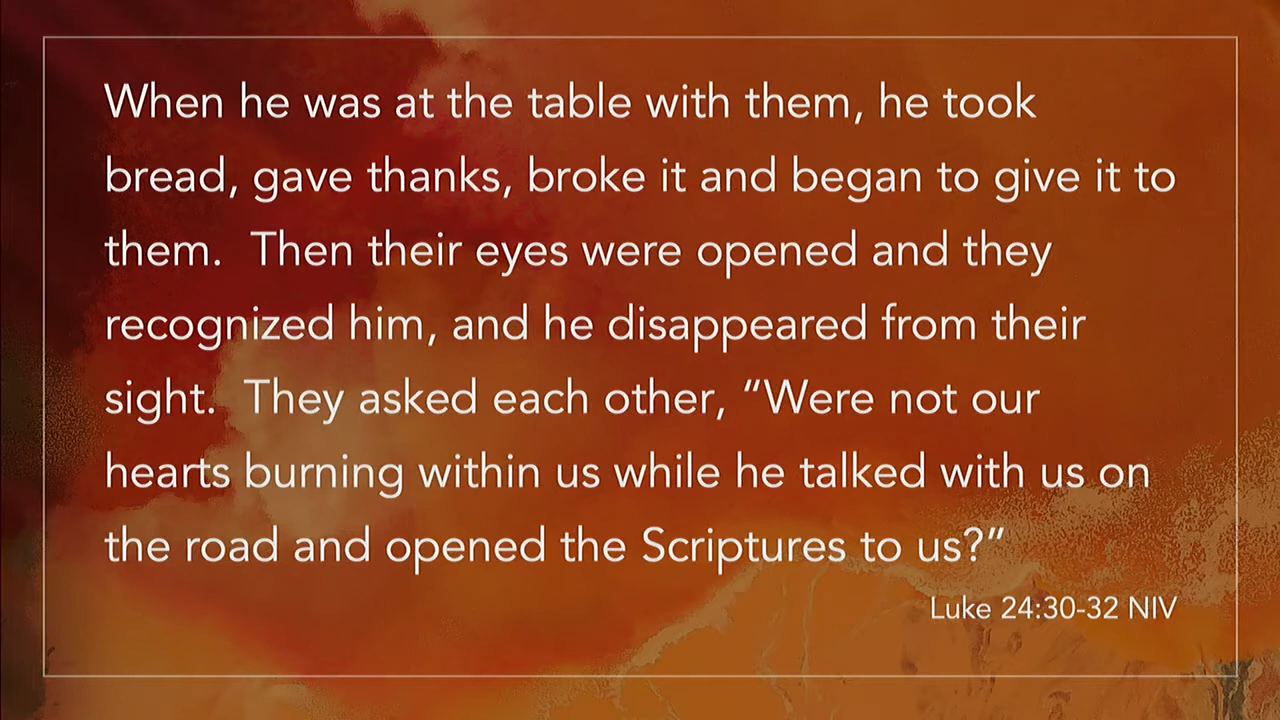 When he was at the table with them, he took
bread, gave thanks, broke it and began to give it to
them.  Then their eyes were opened and they
recognized him, and he disappeared from their
sight.  They asked each other, “Were not our
hearts burning within us while he talked with us on
the road and opened the Scriptures to us?”
Luke 24:30-32 NIV